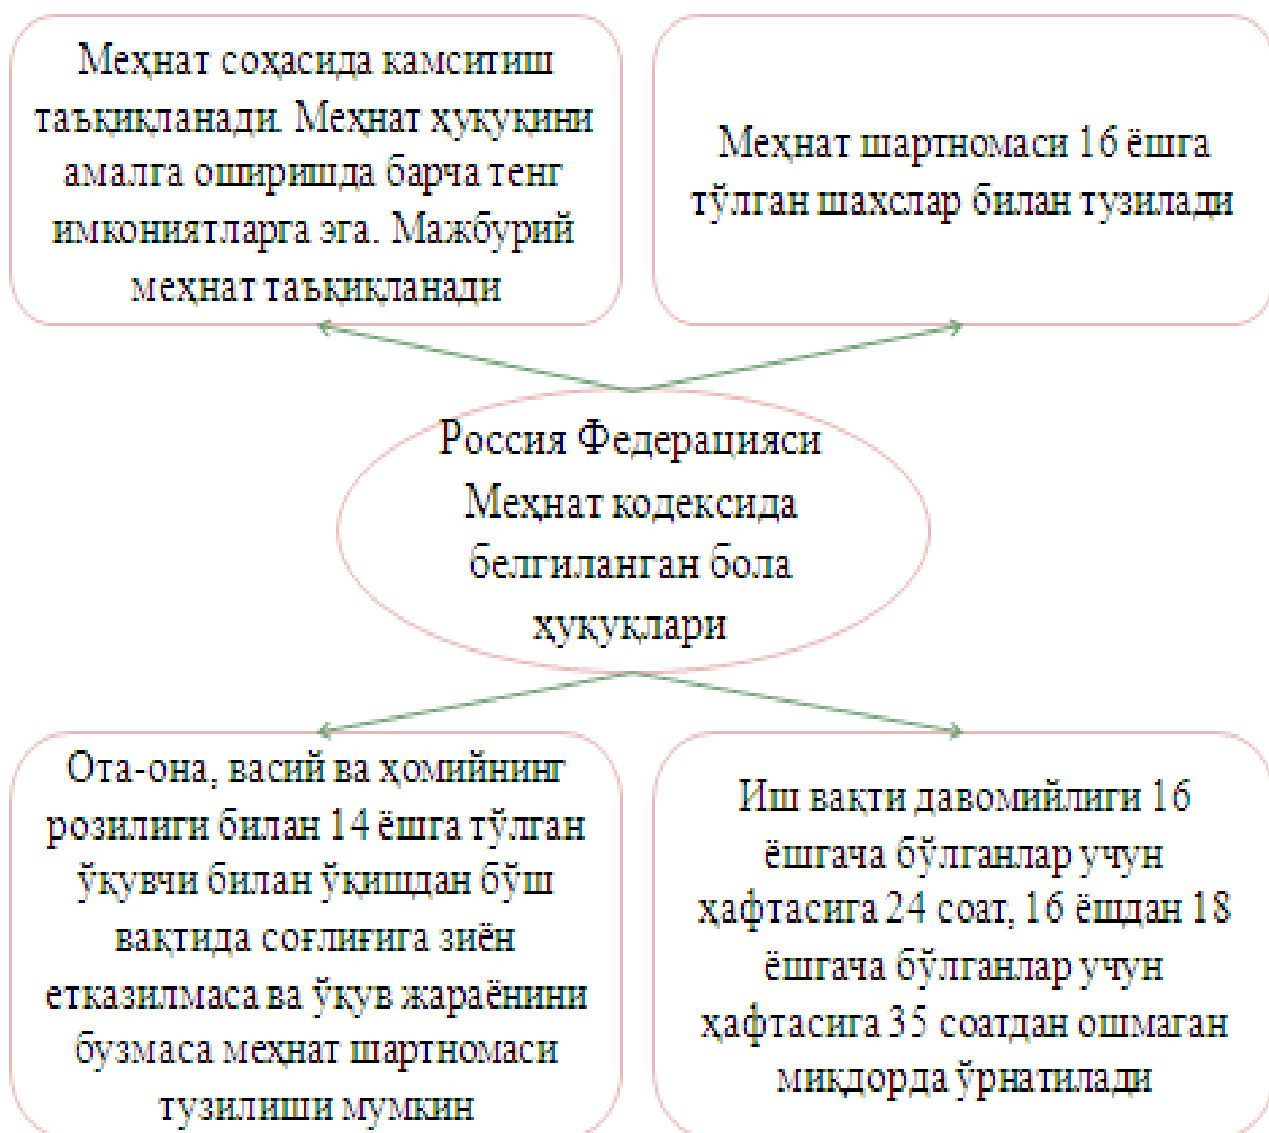 Меҳнат соҳасида камситиш
таъқиқланади. Меҳнат ҳуқуқини
амалга оширишда барча тенг
имкониятларга эга. Мажбурий
меҳнат таъқиқланади
Меҳнат шартномаси 16 ёшга
тўлган шахслар билан тузилади
Россия Федерацияси
Меҳнат кодексида
белгиланган бола
ҳуқуқлари
Ота-она, васий ва ҳомийнинг
розилиги билан 14 ёшга тўлган
ўқувчи билан ўқишдан бўш
вақтида соғлиғига зиён
етказилмаса ва ўқув жараёнини
бузмаса меҳнат шартномаси
тузилиши мумкин
Иш вақти давомийлиги 16
ёшгача бўлганлар учун
ҳафтасига 24 соат, 16 ёшдан 18
ёшгача бўлганлар учун
ҳафтасига 35 соатдан ошмаган
миқдорда ўрнатилади